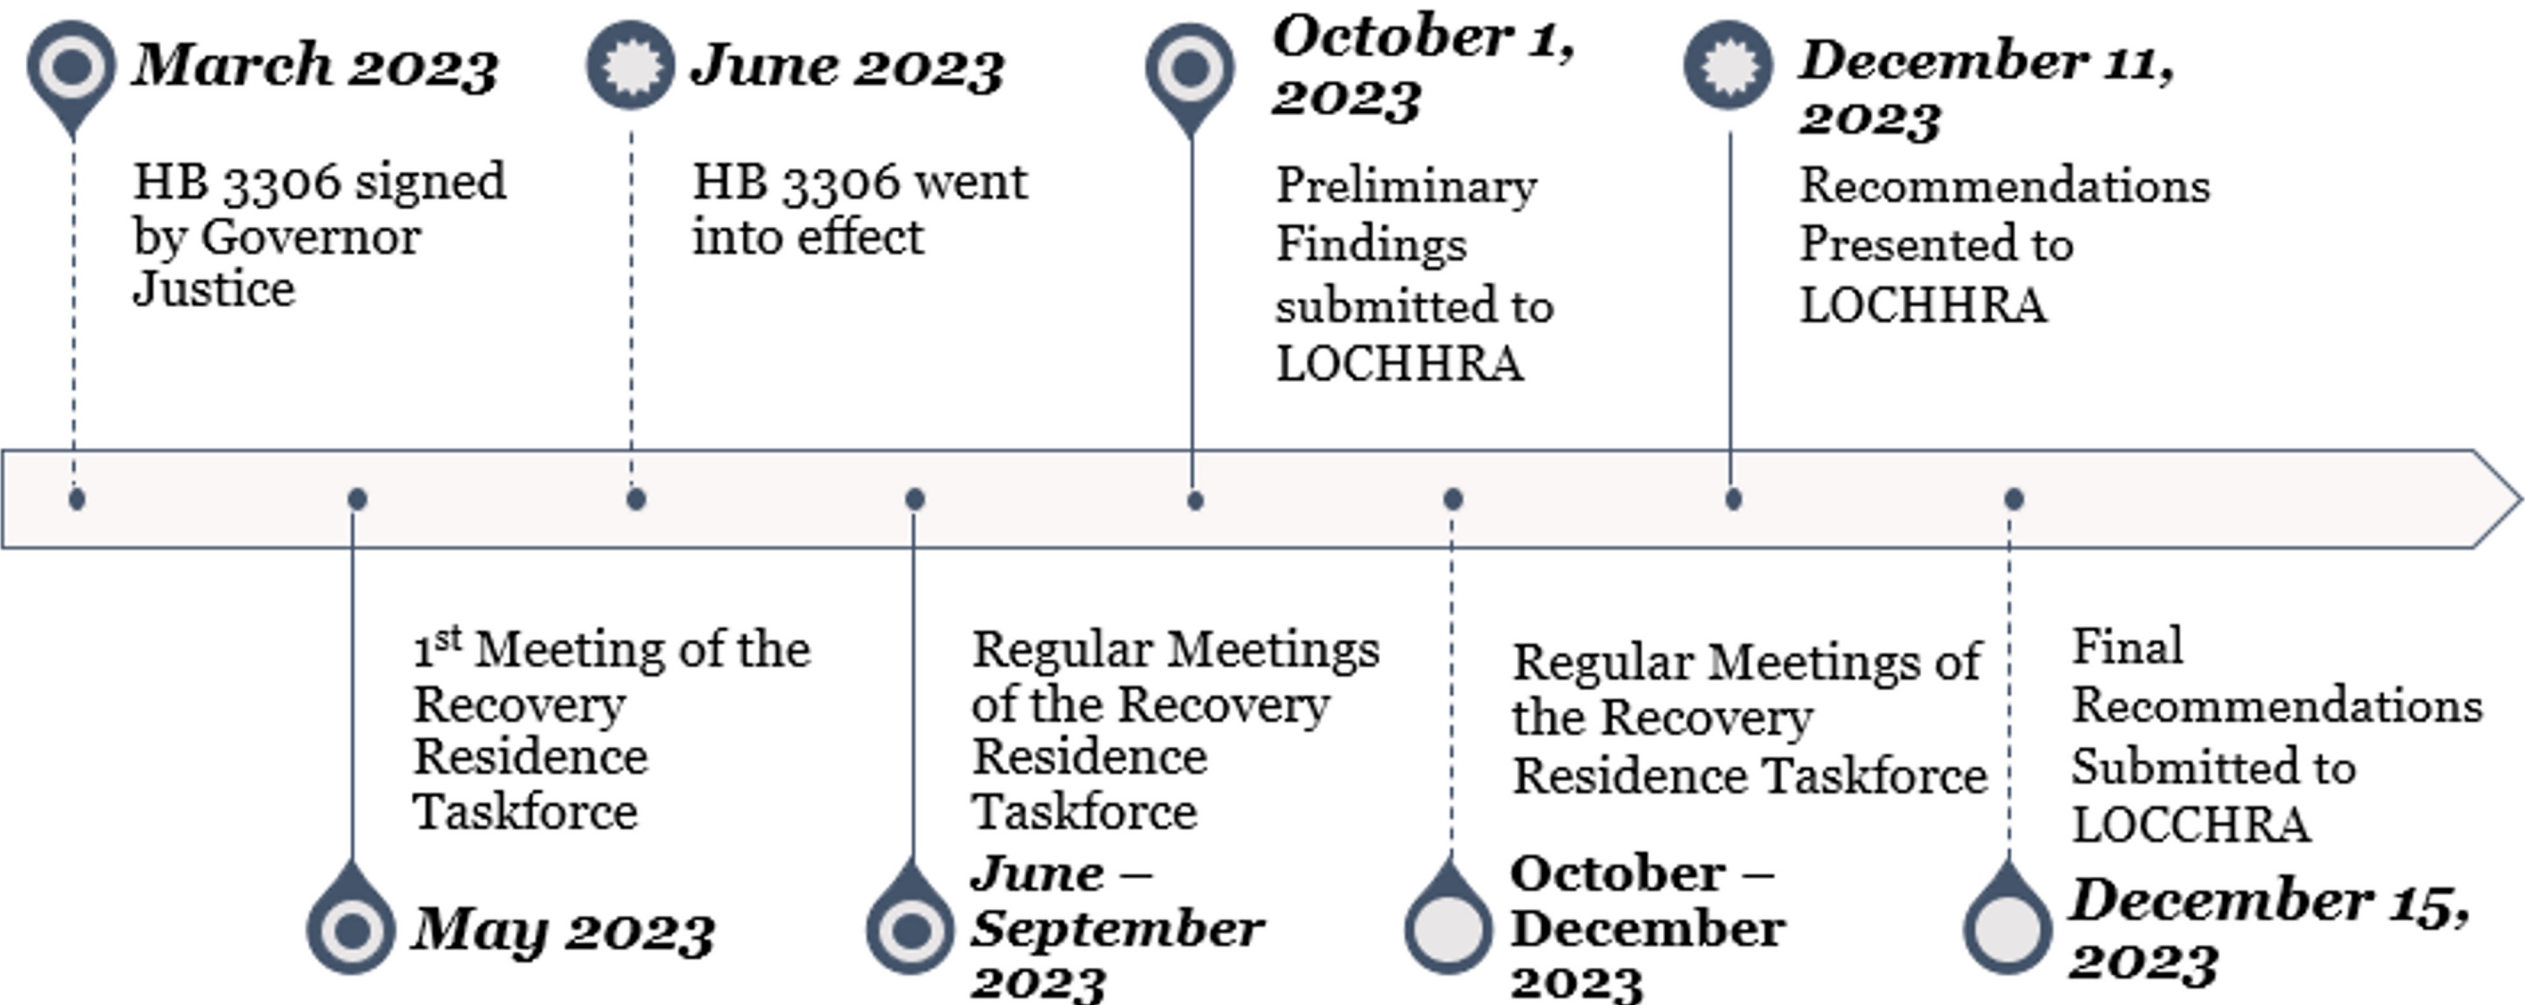 March 2023
HB 3306 signed
by Governor
Justice
June 2023
HB 3306 went
into effect
October 1,
2023
Preliminary
Findings
submitted to
LOCHHRA
December 11,
2023
Recommendations
Presented to
LOCHHRA
1st Meeting of the
Recovery
Residence
Taskforce
May 2023
Regular Meetings
of the Recovery
Residence
Taskforce
June –
September
2023
Regular Meetings of
the Recovery
Residence Taskforce
October –
December
2023
Final
Recommendations
Submitted to
LOCCHRA
December 15,
2023